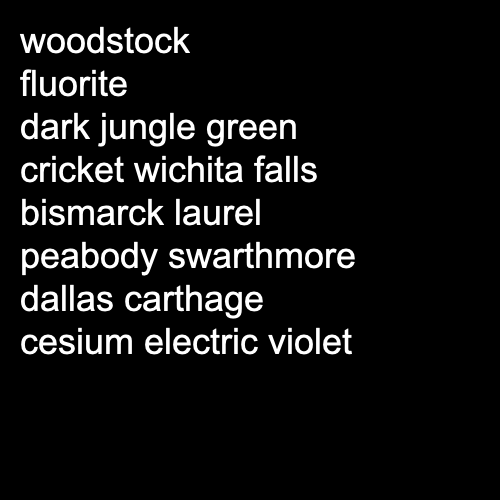 woodstock
fluorite
dark jungle green
cricket wichita falls
bismarck laurel
peabody swarthmore
dallas carthage
cesium electric violet